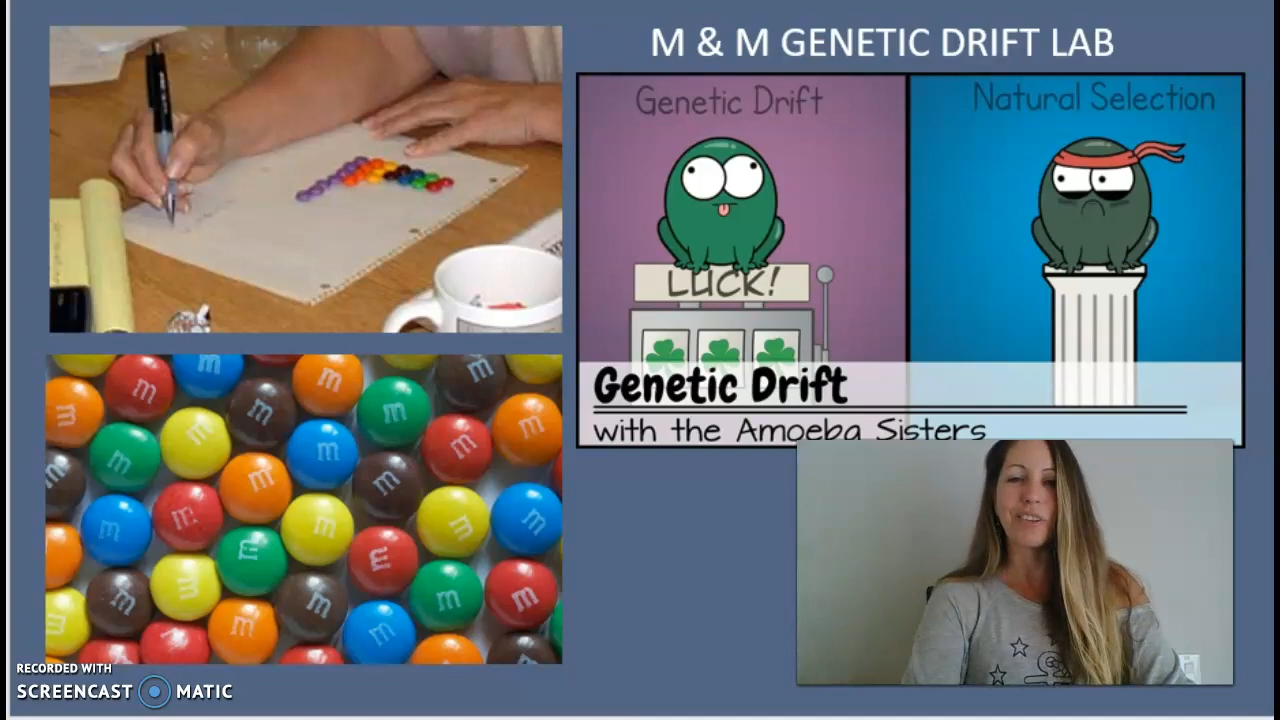 M & M GENETIC DRIFT LAB
Genetic Drift
Natural Selection
LUCK!
Genetic Drift
with the Amoeba Sisters
m m m m m m m m m m m m m m m m m m m m m m m m m m m m m m m
RECORDED WITH
SCREENCAST MATIC